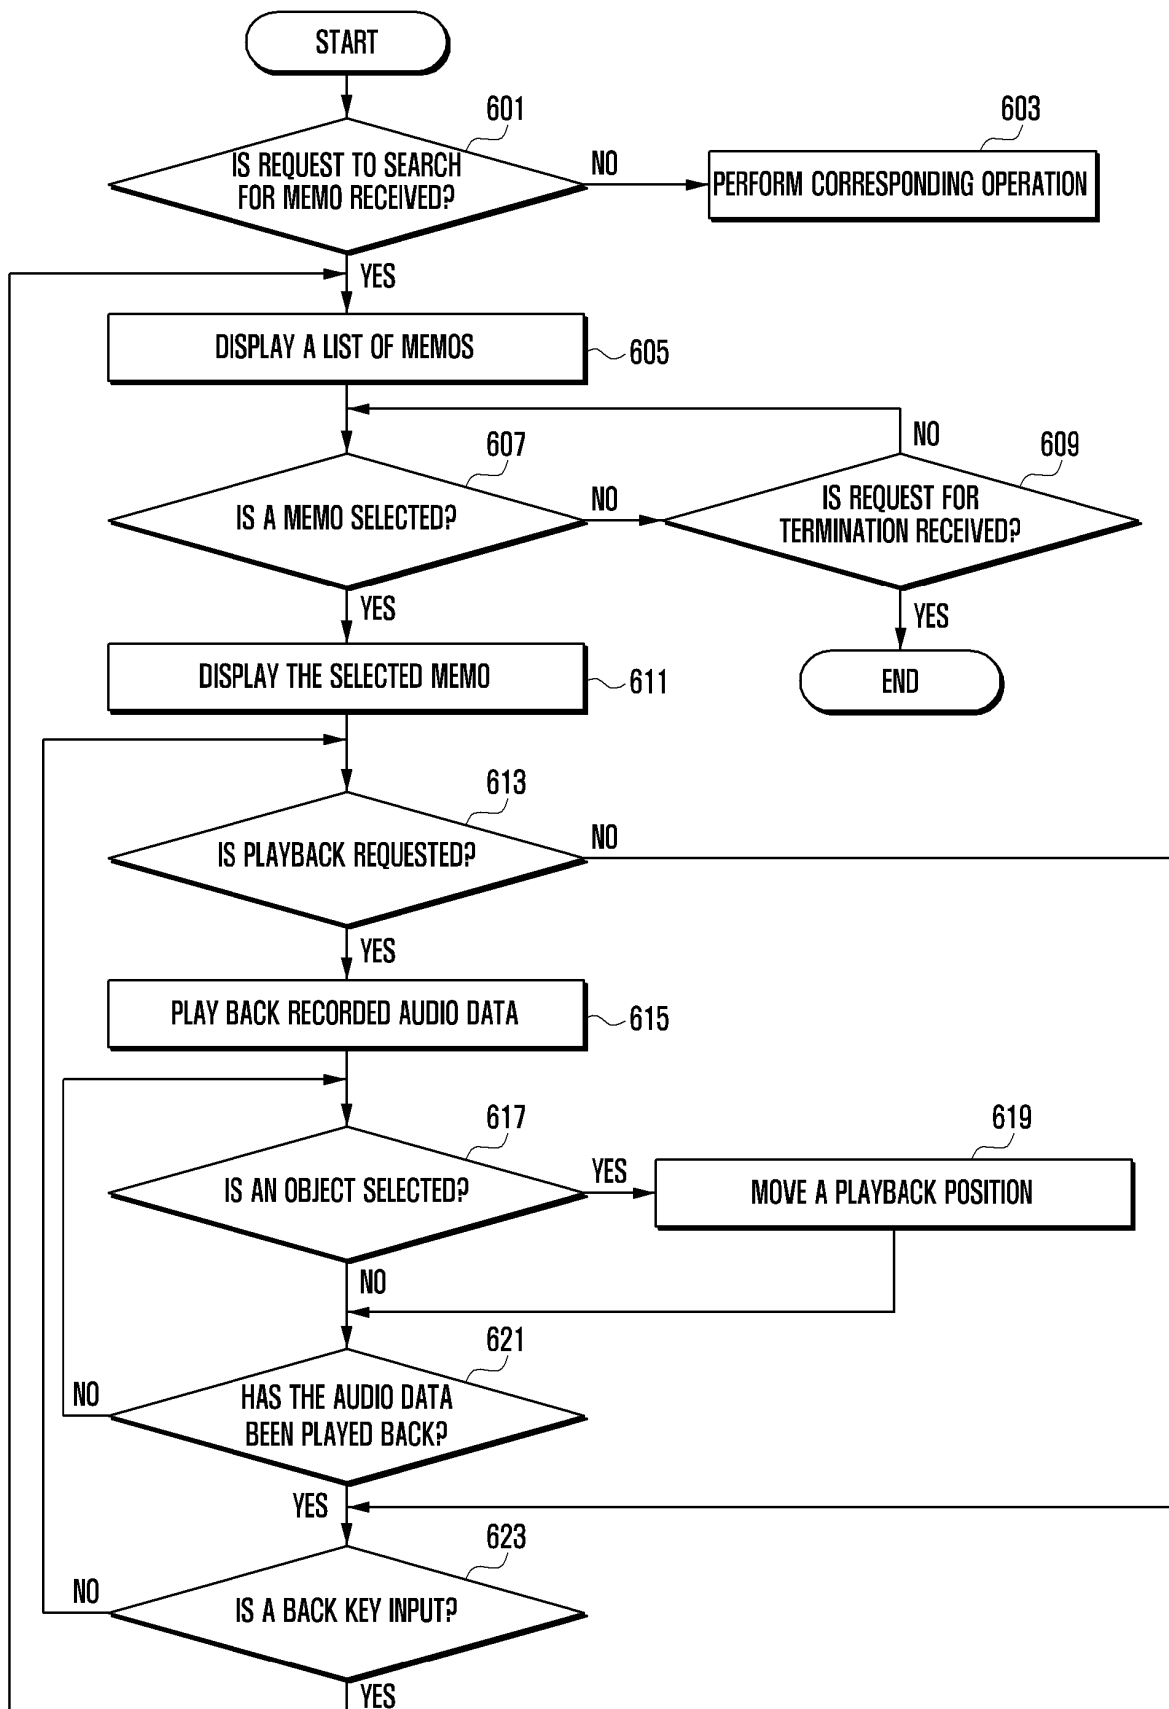 START
601
IS REQUEST TO SEARCH
FOR MEMO RECEIVED?
NO
603
PERFORM CORRESPONDING OPERATION
YES
DISPLAY A LIST OF MEMOS
605
607
IS A MEMO SELECTED?
NO
NO
609
IS REQUEST FOR
TERMINATION RECEIVED?
YES
YES
END
DISPLAY THE SELECTED MEMO
611
613
IS PLAYBACK REQUESTED?
NO
YES
PLAY BACK RECORDED AUDIO DATA
615
617
IS AN OBJECT SELECTED?
YES
619
MOVE A PLAYBACK POSITION
NO
621
HAS THE AUDIO DATA
BEEN PLAYED BACK?
NO
YES
623
IS A BACK KEY INPUT?
NO
YES